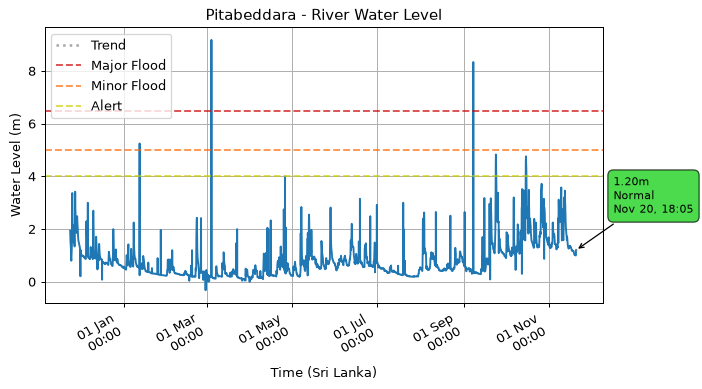 Pitabeddara - River Water Level
Trend
Major Flood
Minor Flood
Alert
Water Level (m)
8
6
4
2
0
1.20m
Normal
Nov 20, 18:05
01 Jan
00:00
01 Mar
00:00
01 May
00:00
01 Jul
00:00
01 Sep
00:00
01 Nov
00:00
Time (Sri Lanka)